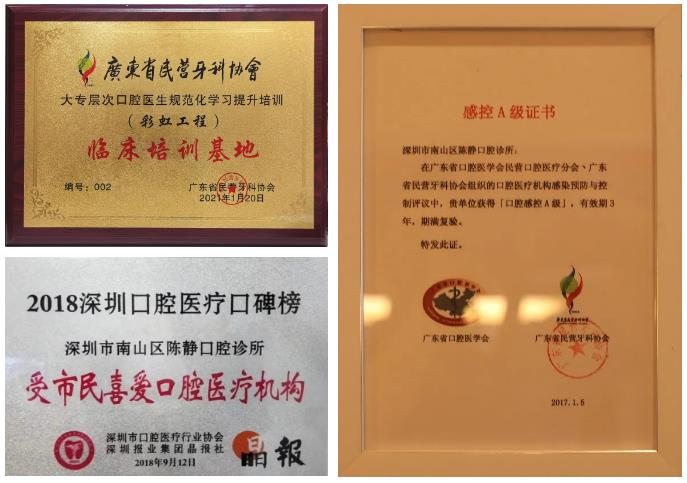 廣東省民营牙科协會
大专层次口腔医生规范化学习提升培训
（彩虹工程）
临床培训基地
编号：002
广东省民营牙科协会
2021年1月20日
2018深圳口腔医疗口碑榜
深圳市南山区陈静口腔诊所
受市民喜爱口腔医疗机构
深圳市口腔医疗行业协会
深圳报业集团晶报社
2018年9月12日
晶報
感控A级证书
深圳市南山区陈静口腔诊所：
在广东省口腔医学会民营口腔医疗分会、广东
省民营牙科协会组织的口腔医疗机构感染预防与控
制评议中，贵单位获得「口腔感控A级」，有效期3
年，期满复验。
特发此证。
广东省口腔医学会
广东省民营牙科协会
2017.1.5